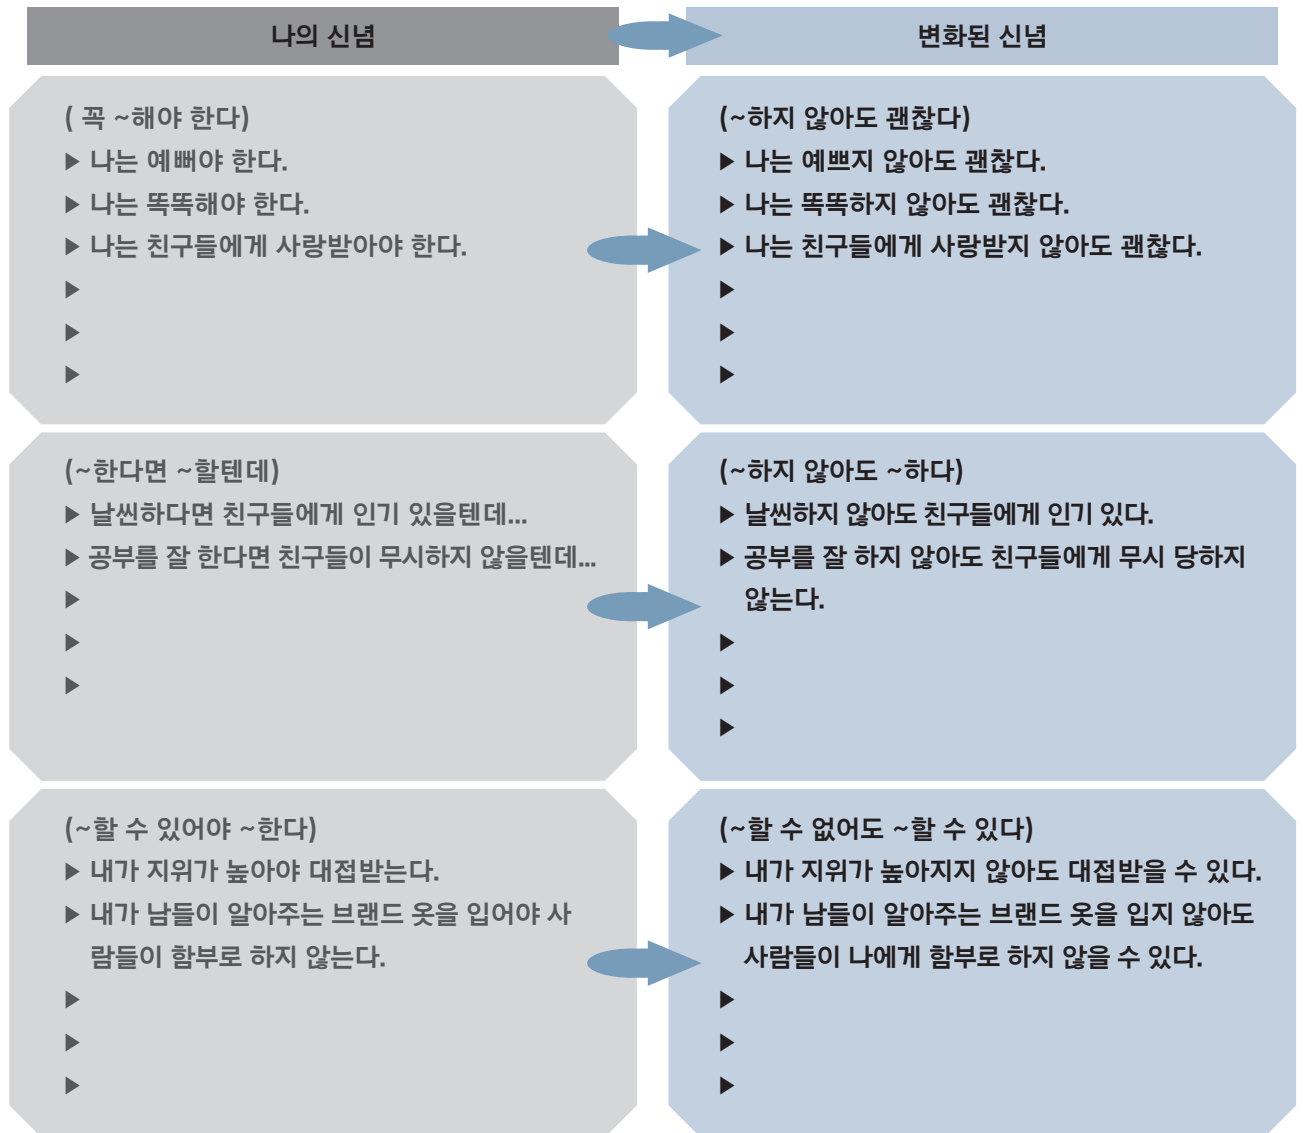 나의 신념
변화된 신념
( 꼭 ~해야 한다)
▶ 나는 예뻐야 한다.
▶ 나는 똑똑해야 한다.
▶ 나는 친구들에게 사랑받아야 한다.
▶
▶
▶
(~하지 않아도 괜찮다)
▶ 나는 예쁘지 않아도 괜찮다.
▶ 나는 똑똑하지 않아도 괜찮다.
▶ 나는 친구들에게 사랑받지 않아도 괜찮다.
▶
▶
▶
(~한다면 ~할텐데)
▶ 날씬하다면 친구들에게 인기 있을텐데...
▶ 공부를 잘 한다면 친구들이 무시하지 않을텐데...
▶
▶
▶
(~하지 않아도 ~하다)
▶ 날씬하지 않아도 친구들에게 인기 있다.
▶ 공부를 잘 하지 않아도 친구들에게 무시 당하지
않는다.
▶
▶
▶
(~할 수 있어야 ~한다)
▶ 내가 지위가 높아야 대접받는다.
▶ 내가 남들이 알아주는 브랜드 옷을 입어야 사
람들이 함부로 하지 않는다.
▶
▶
▶
(~할 수 없어도 ~할 수 있다)
▶ 내가 지위가 높아지지 않아도 대접받을 수 있다.
▶ 내가 남들이 알아주는 브랜드 옷을 입지 않아도
사람들이 나에게 함부로 하지 않을 수 있다.
▶
▶
▶